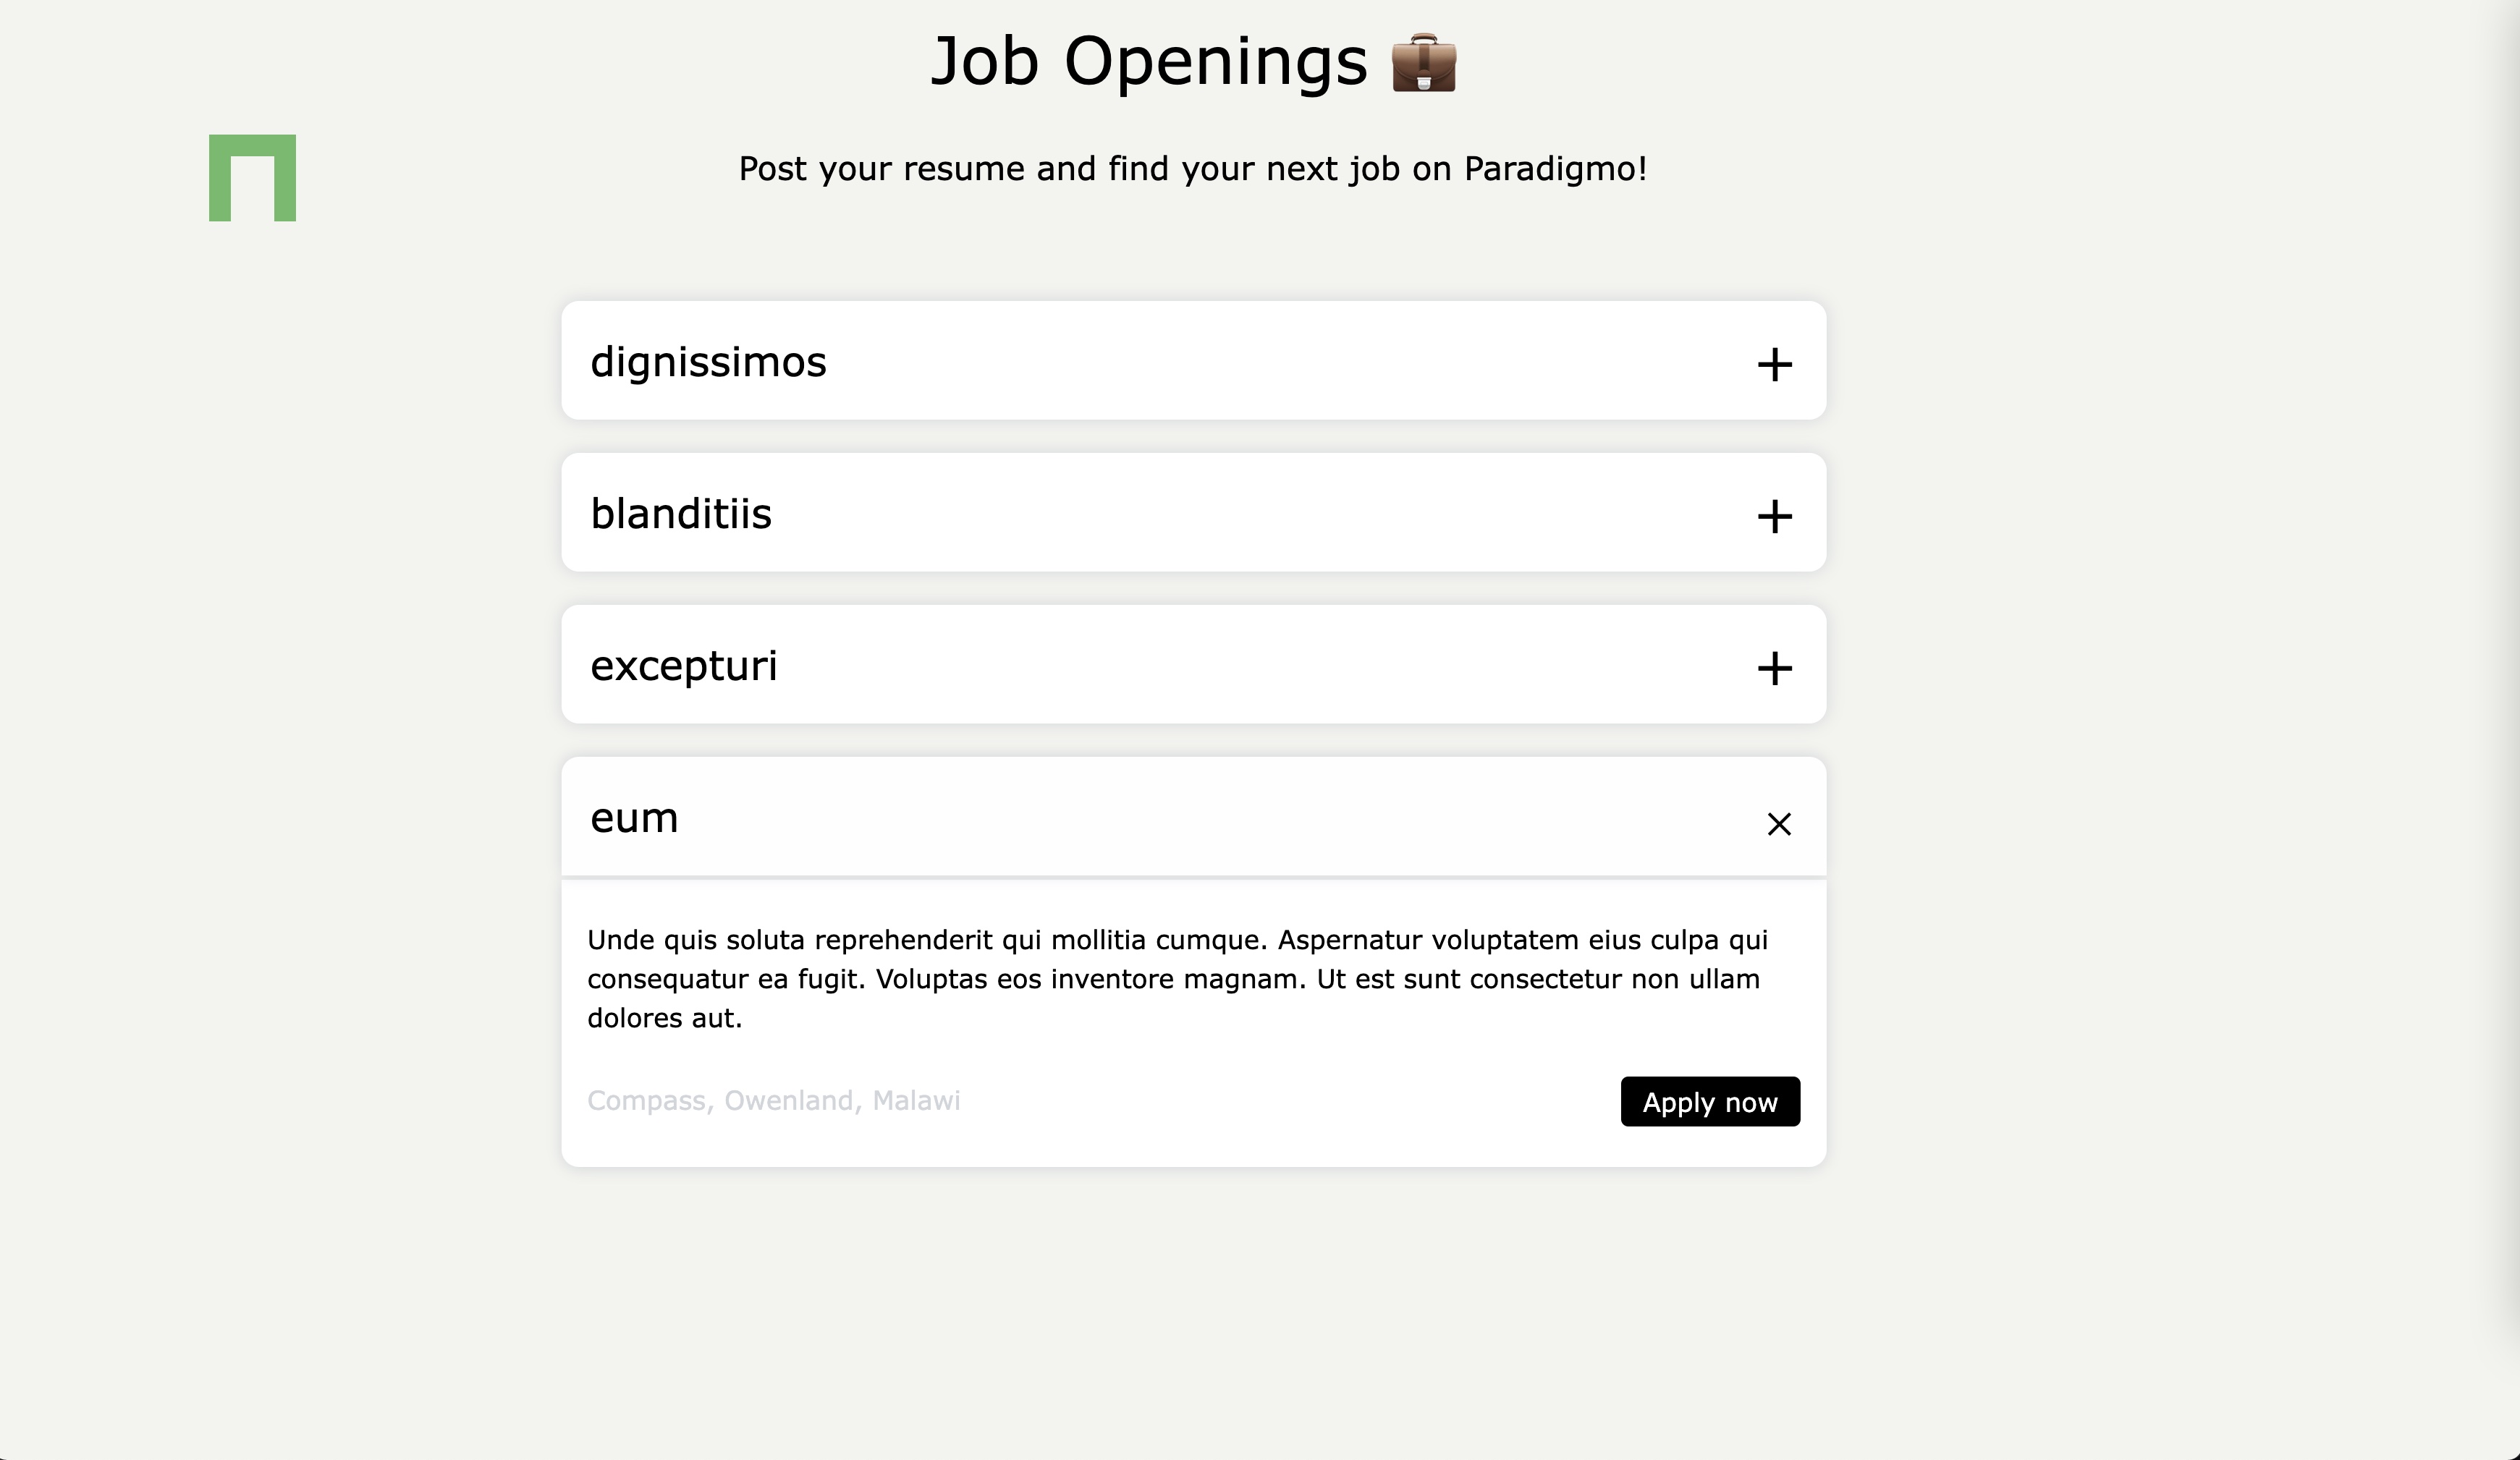 Job Openings 💼
Post your resume and find your next job on Paradigmo!
dignissimos
blanditiis
excepturi
eum
Unde quis soluta reprehenderit qui mollitia cumque. Aspernatur voluptatem eius culpa qui
consequatur ea fugit. Voluptas eos inventore magnam. Ut est sunt consectetur non ullam
dolores aut.
Compass, Owenland, Malawi
Apply now